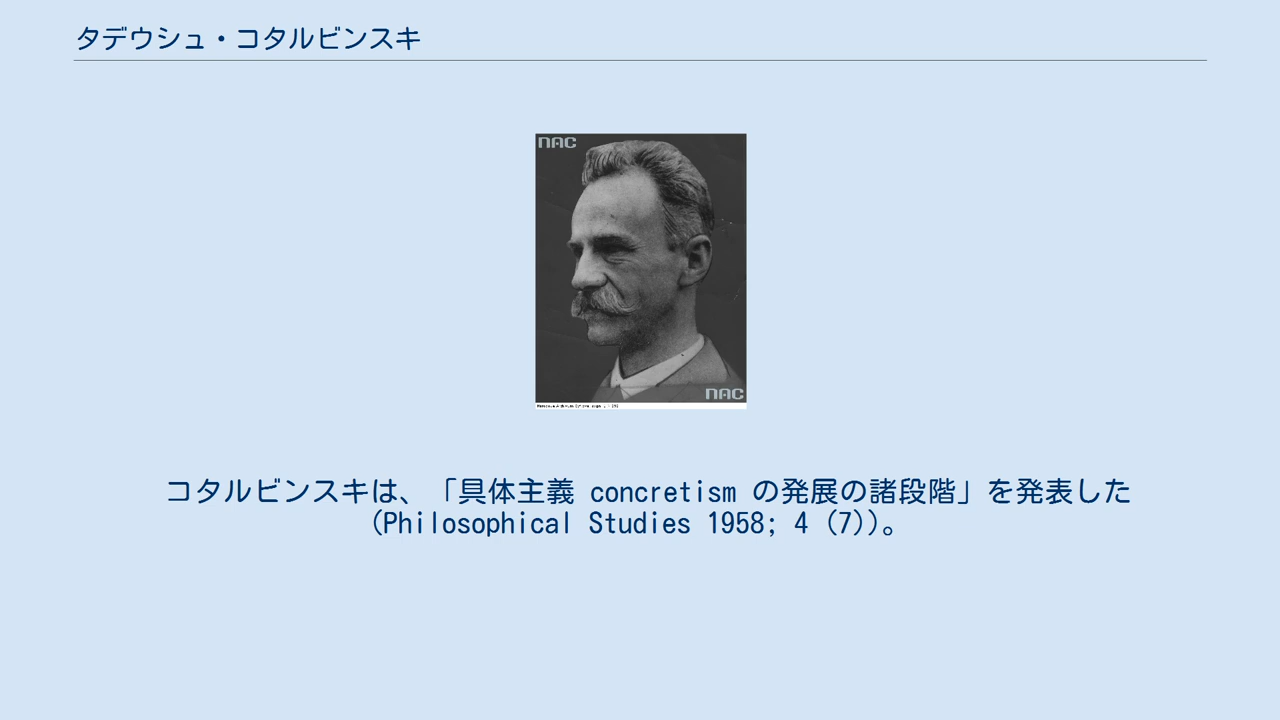 タデウシュ・コタルビンスキ
NAC
NAC
コタルビンスキは、「具体主義 concretism の発展の諸段階」を発表した
(Philosophical Studies 1958; 4 (7))。